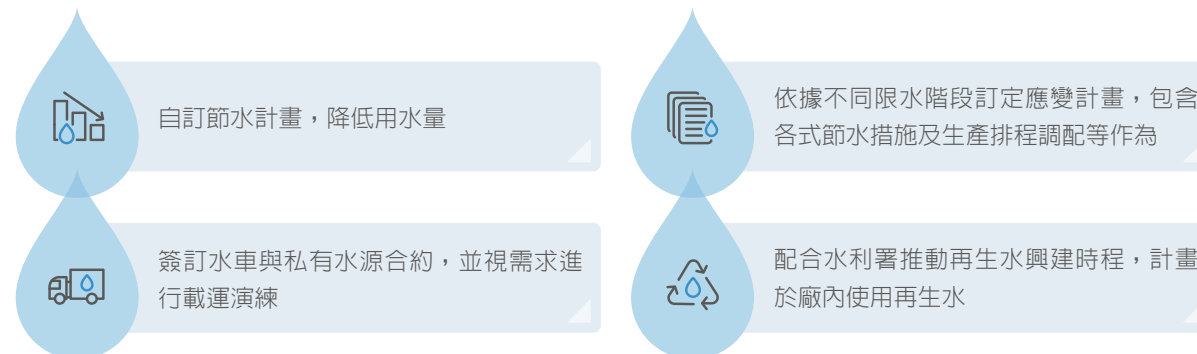 自訂節水計畫，降低用水量
依據不同限水階段訂定應變計畫，包含
各式節水措施及生產排程調配等作為
簽訂水車與私有水源合約，並視需求進
行載運演練
配合水利署推動再生水興建時程，計畫
於廠內使用再生水